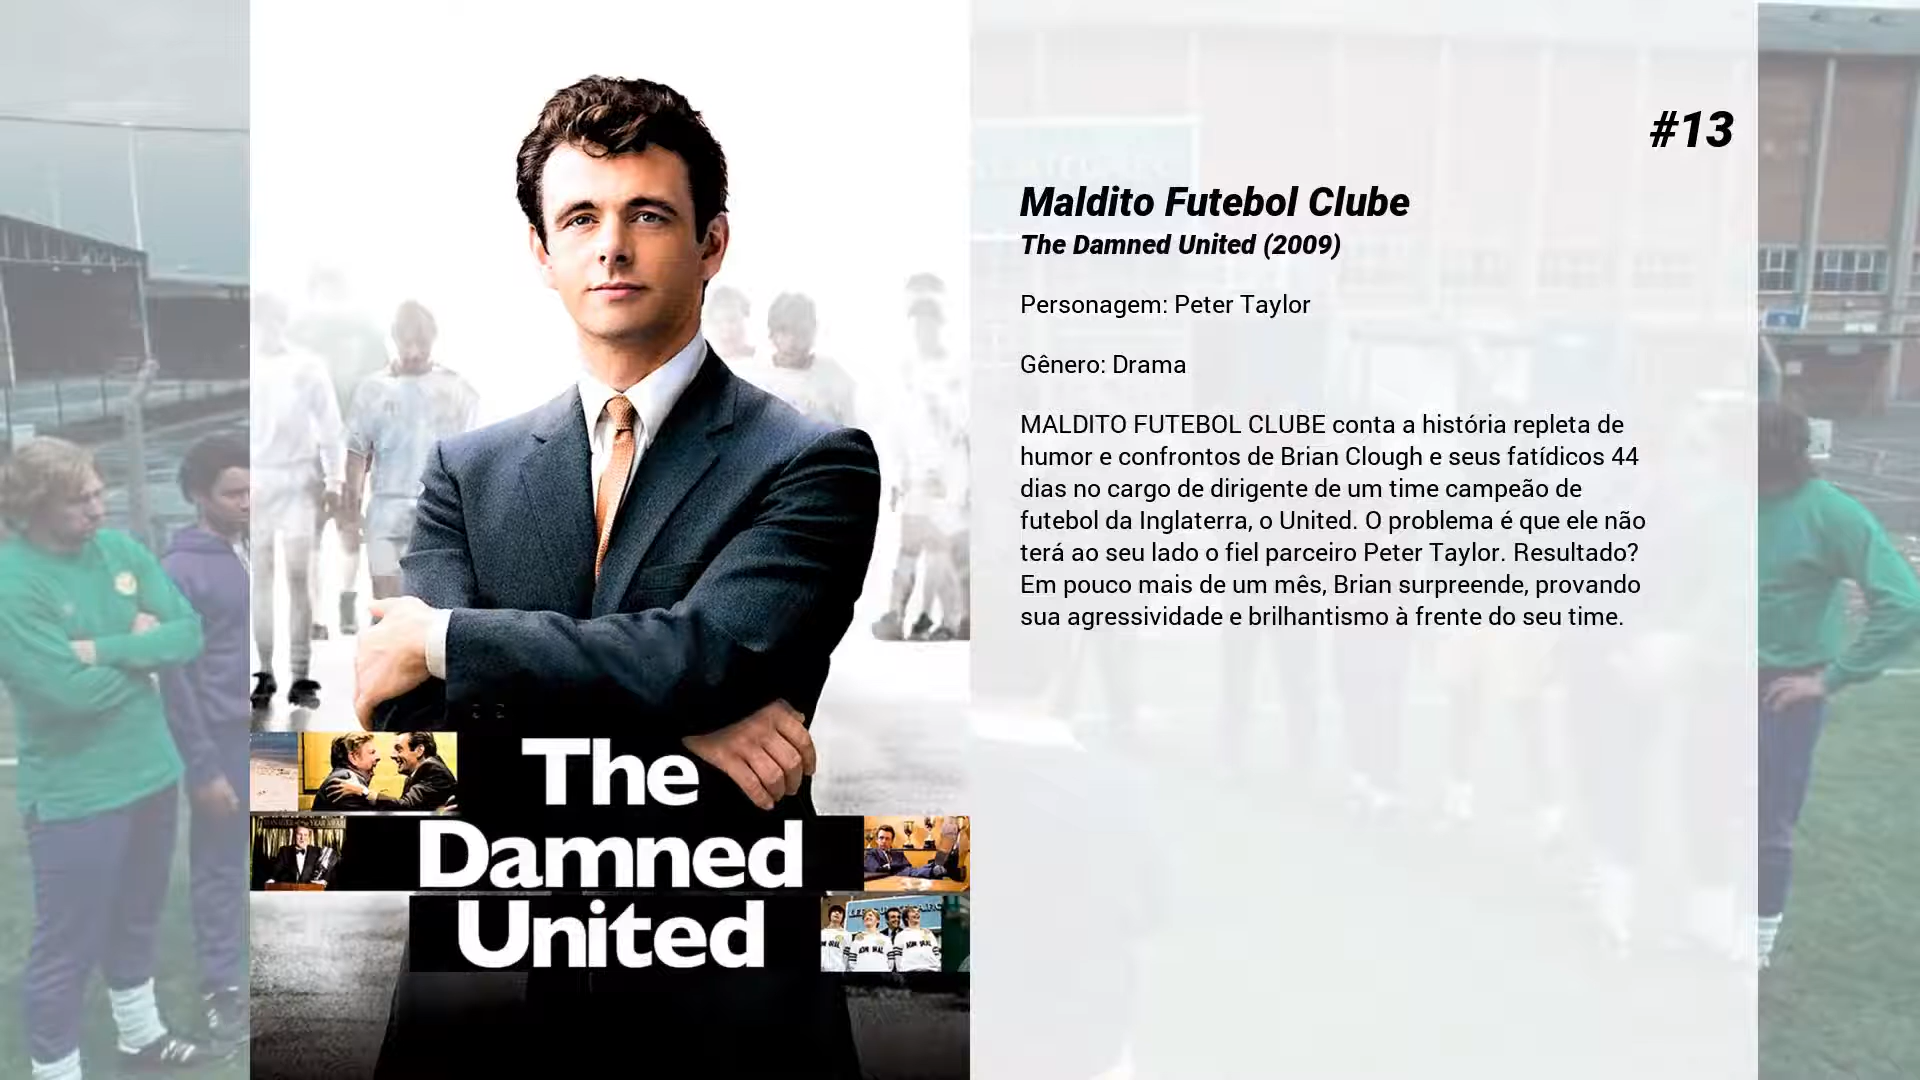 #13
Maldito Futebol Clube
The Damned United (2009)
Personagem: Peter Taylor
Gênero: Drama
MALDITO FUTEBOL CLUBE conta a história repleta de
humor e confrontos de Brian Clough e seus fatídicos 44
dias no cargo de dirigente de um time campeão de
futebol da Inglaterra, o United. O problema é que ele não
terá ao seu lado o fiel parceiro Peter Taylor. Resultado?
Em pouco mais de um mês, Brian surpreende, provando
sua agressividade e brilhantismo à frente do seu time.
The
Damned
United